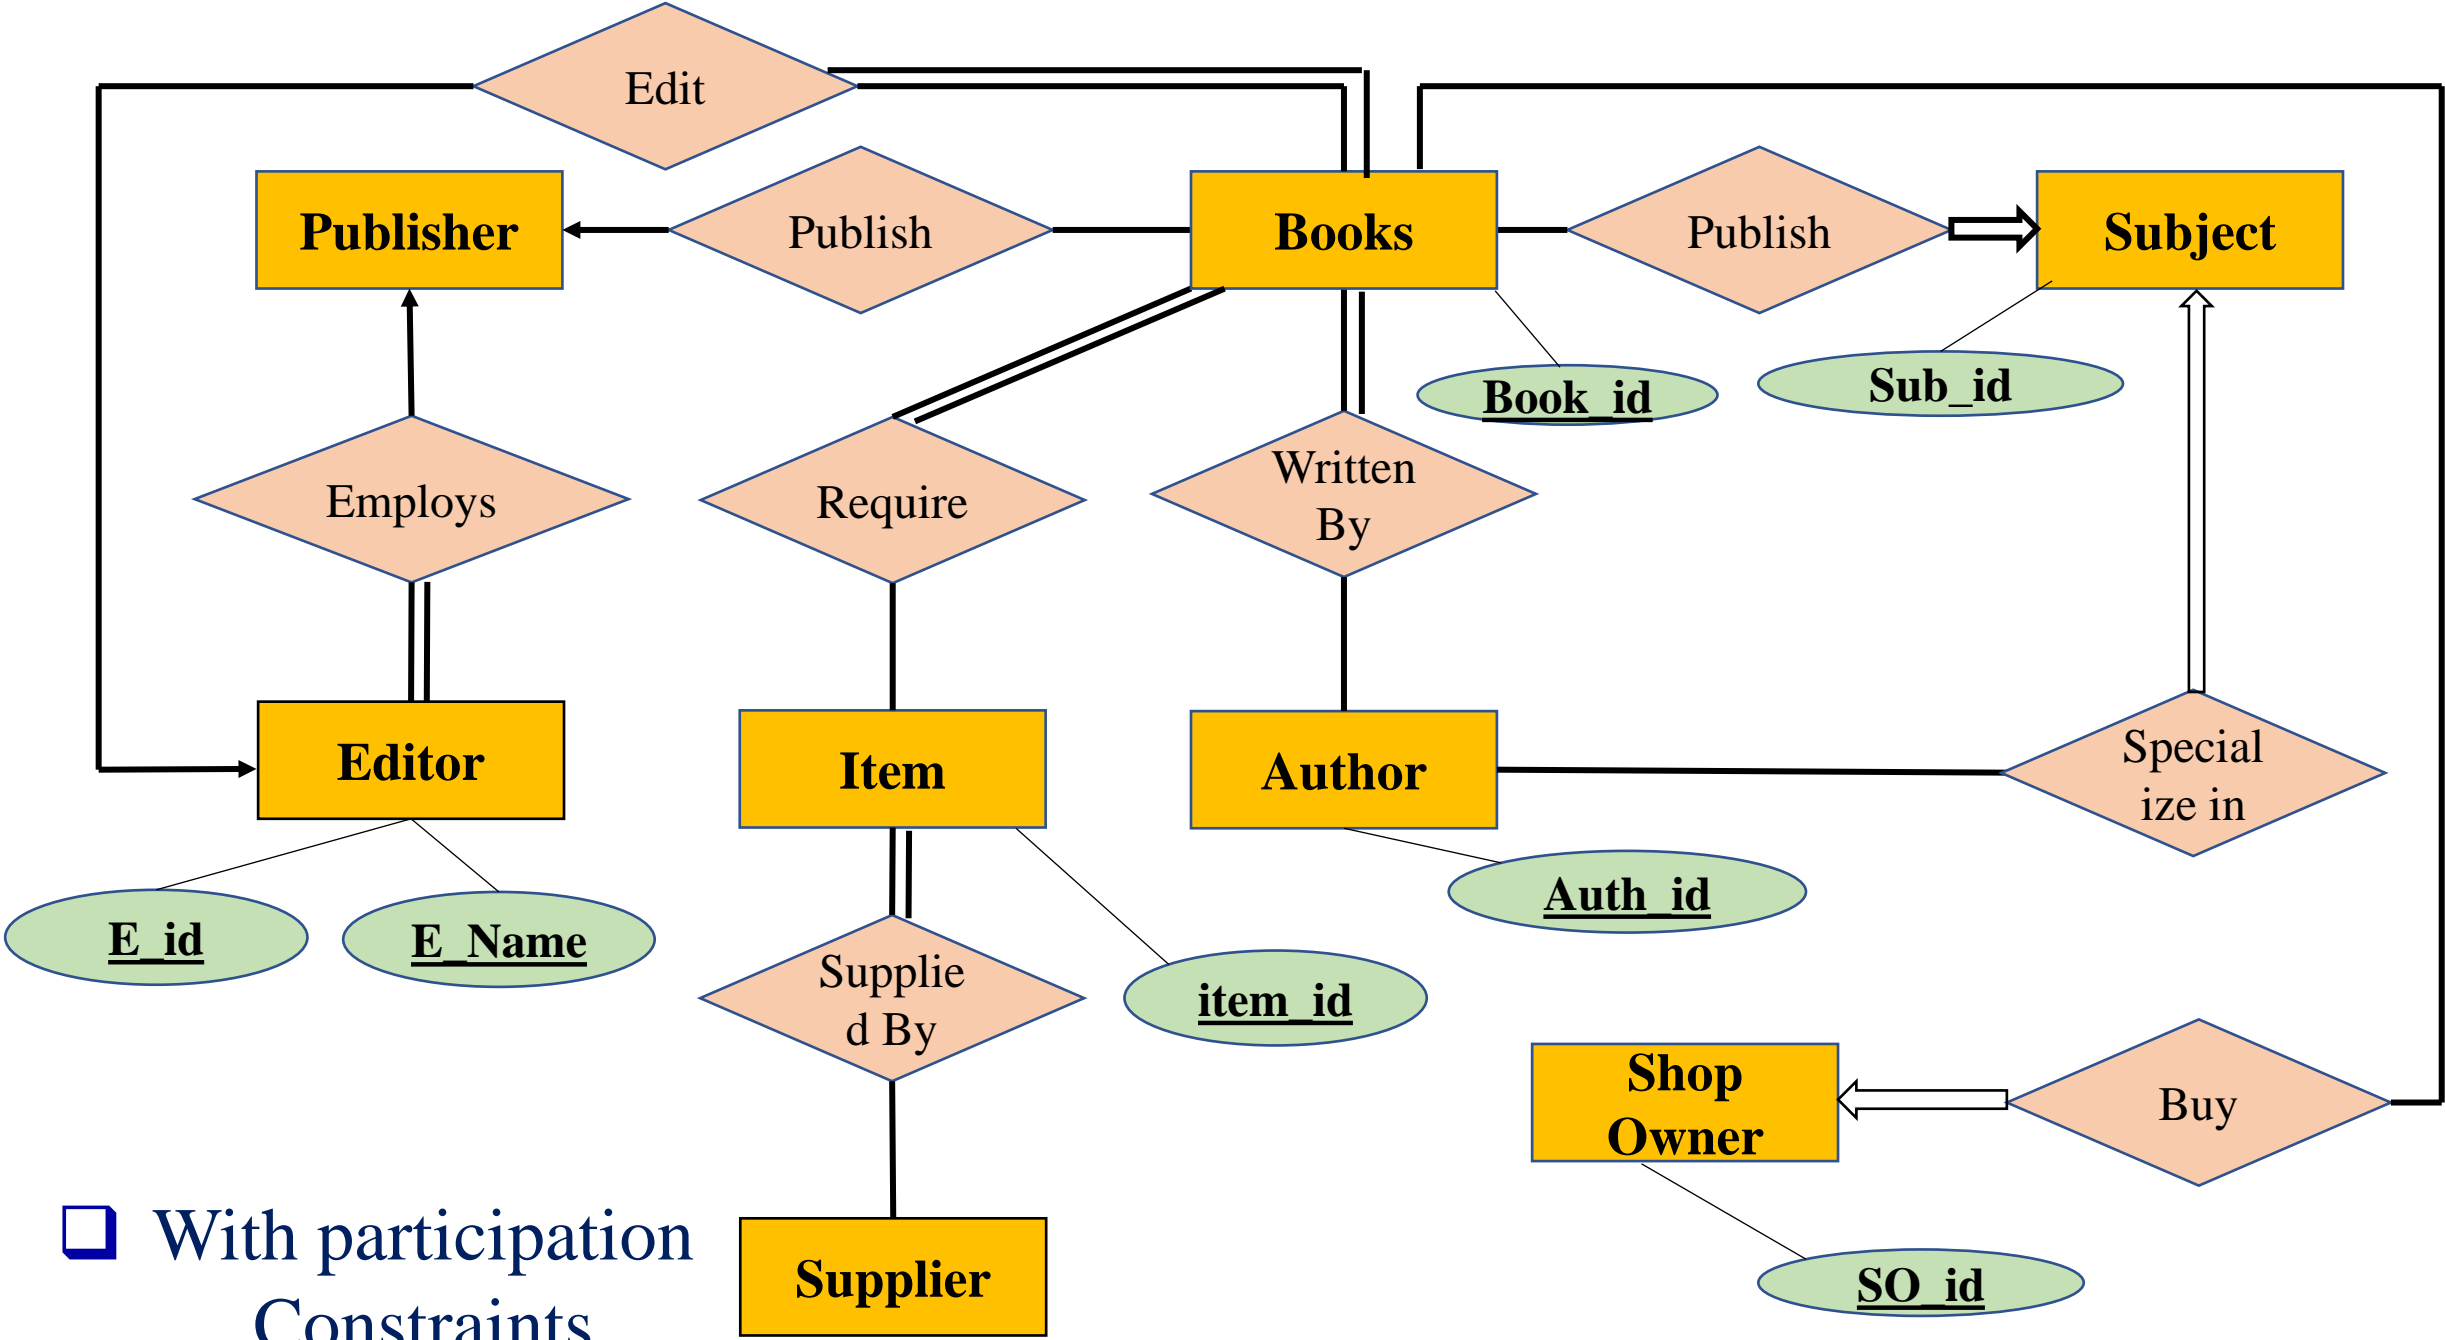 Edit
Publisher
Publish
Books
Publish
Subject
Book_id
Sub_id
Employs
Require
Written
By
Editor
Item
Author
Special
ize in
E_id
E_Name
Auth_id
Supplie
d By
item_id
Shop
Owner
Buy
With participation
Constraints
Supplier
SO_id